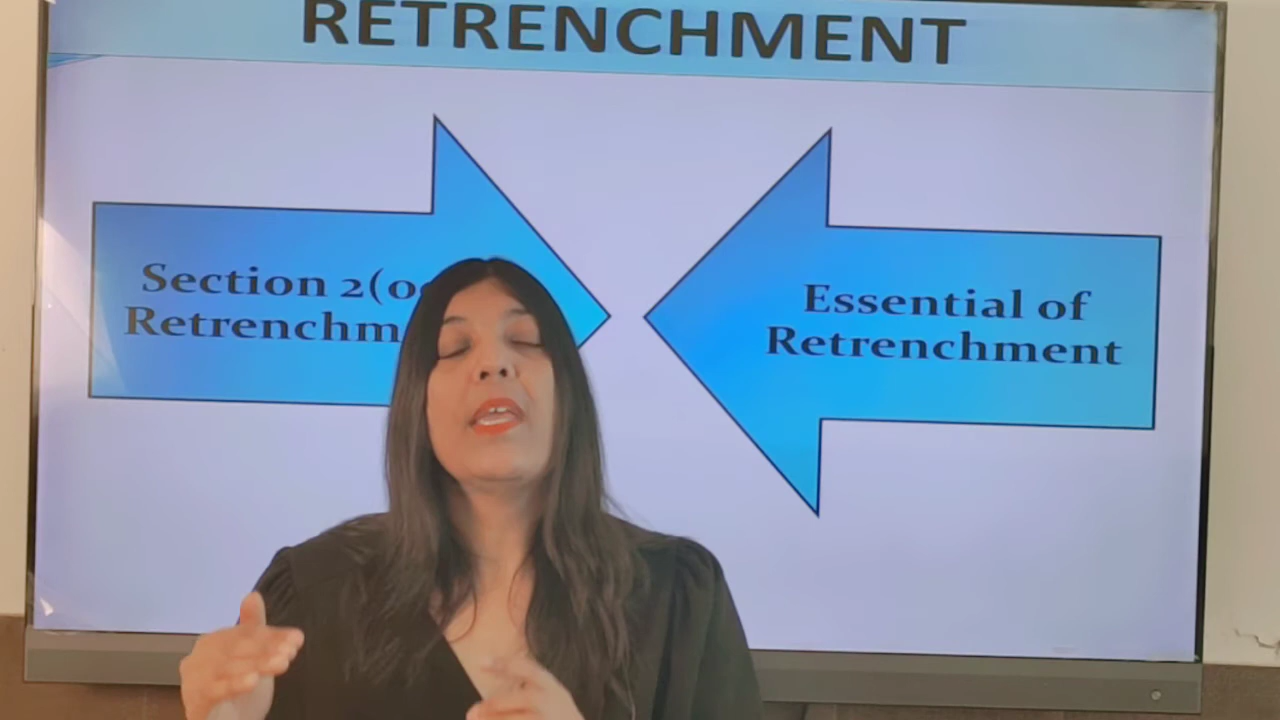 RETRENCHMENT
Section 2(o
Retrenchm
Essential of
Retrenchment